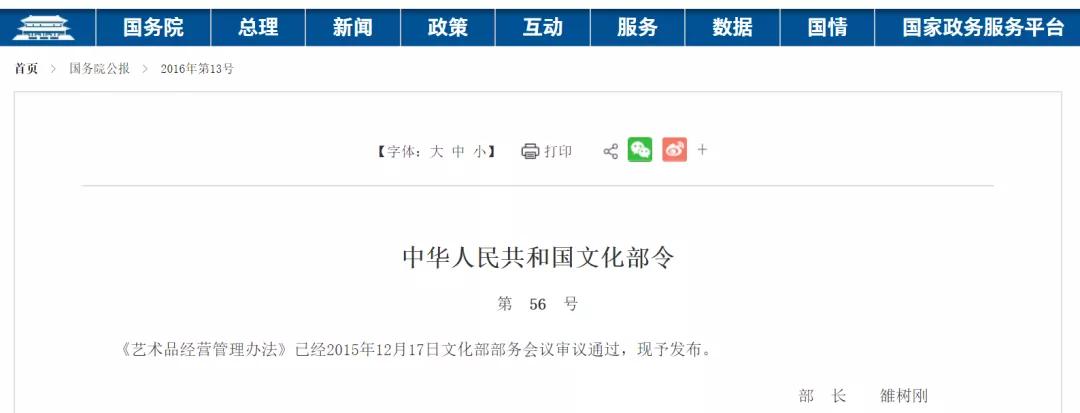 国务院 总理 新闻 政策 互动 服务 数据 国情 国家政务服务平台
首页 > 国务院公报 > 2016年第13号
【字体：大 中 小】 打印 +
中华人民共和国文化部令
第 56 号
《艺术品经营管理办法》已经2015年12月17日文化部部务会议审议通过，现予发布。
部 长 雒树刚